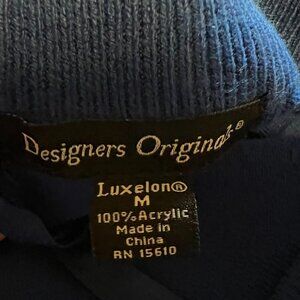 Designers Originals®
Luxelon®
M
100% Acrylic
Made in
China
RN 15610